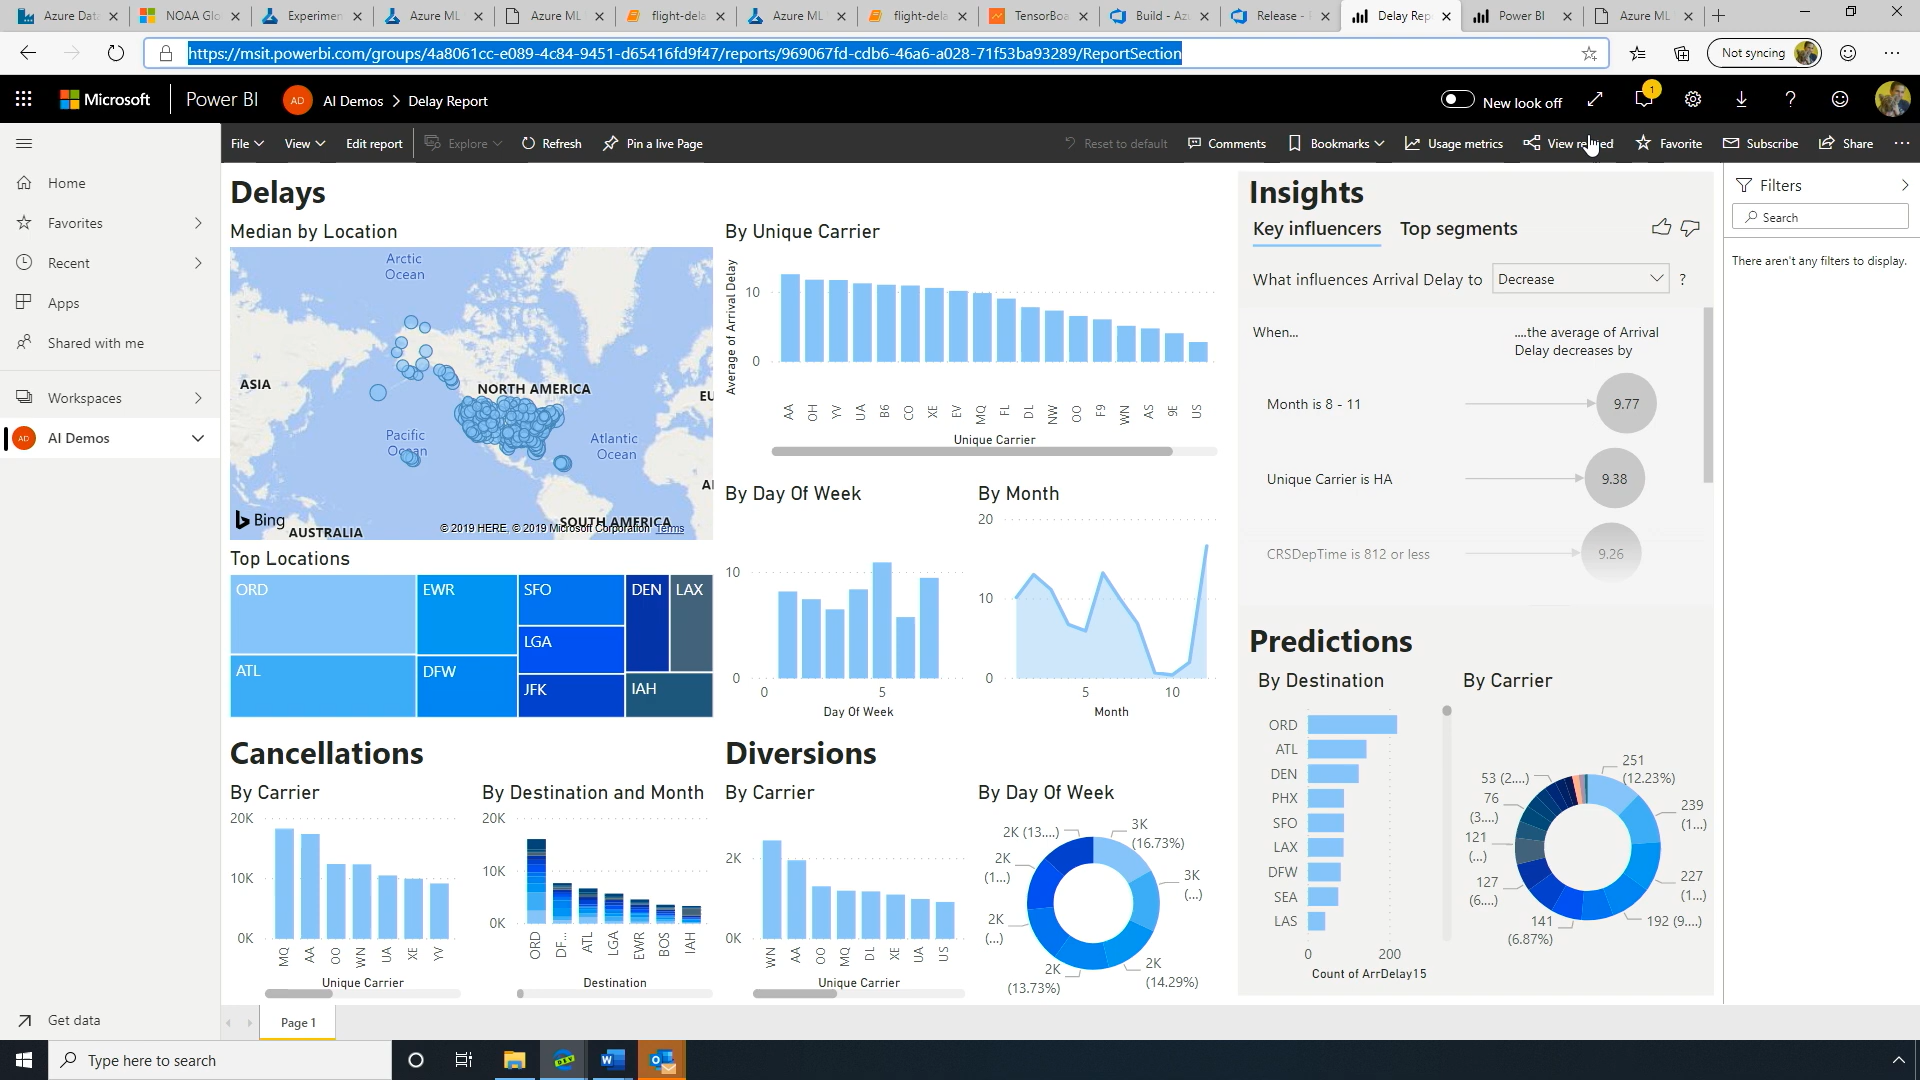 Azure Data
NOAA Glo
Experimen
Azure ML
Azure ML
flight-dela
Azure ML
flight-dela
TensorBoa
Build - Az
Release -
Delay Rep
Power BI
Azure ML
https://msit.powerbi.com/groups/4a8061cc-e089-4c84-9451-d65416fd9f47/reports/969067fd-cdb6-46a6-a028-71f53ba93289/ReportSection
Not syncing
Microsoft
Power BI
AD
AI Demos > Delay Report
New look off
1
?
File
View
Edit report
Explore
Refresh
Pin a live Page
Reset to default
Comments
Bookmarks
Usage metrics
View
Favorite
Subscribe
Share
Home
Favorites
Recent
Apps
Shared with me
Workspaces
AD
AI Demos
Get data
Delays
Median by Location
Arctic
Ocean
ASIA
NORTH AMERICA
EU
Pacific
Ocean
Atlantic
Ocean
Bing
AUSTRALIA
SOUTH AMERICA
© 2019 HERE, © 2019 Microsoft Corporation Terms
Top Locations
ORD
EWR
SFO
DEN
LAX
LGA
ATL
DFW
JFK
IAH
By Unique Carrier
Average of Arrival Delay
10
0
AA OH YV UA B6 CO XE EV MQ FL DL NW OO F9 WN AS 9E US
Unique Carrier
By Day Of Week
10
0
0 5
Day Of Week
By Month
20
10
0
5 10
Month
Cancellations
By Carrier
20K
10K
0K
MQ AA OO WN UA XE YV
Unique Carrier
By Destination and Month
20K
10K
0K
ORD DF... ATL LGA EWR BOS IAH
Destination
Diversions
By Carrier
2K
0K
WN AA OO MQ DL XE UA US
Unique Carrier
By Day Of Week
2K (13....)
3K
(16.73%)
2K
(1...)
3K
(...)
2K
(...)
2K
(13.73%)
2K
(14.29%)
Insights
Key influencers
Top segments
What influences Arrival Delay to
Decrease
?
When...
....the average of Arrival
Delay decreases by
Month is 8 - 11
9.77
Unique Carrier is HA
9.38
CRSDepTime is 812 or less
9.26
Predictions
By Destination
ORD
ATL
DEN
PHX
SFO
LAX
DFW
SEA
LAS
0 200
Count of ArrDelay15
By Carrier
251
(12.23%)
53 (2....)
76
(3....)
239
(1...)
121
(...)
127
(6....)
227
(1...)
141
(6.87%)
192 (9....)
Filters
Search
There aren't any filters to display.
Page 1
Type here to search